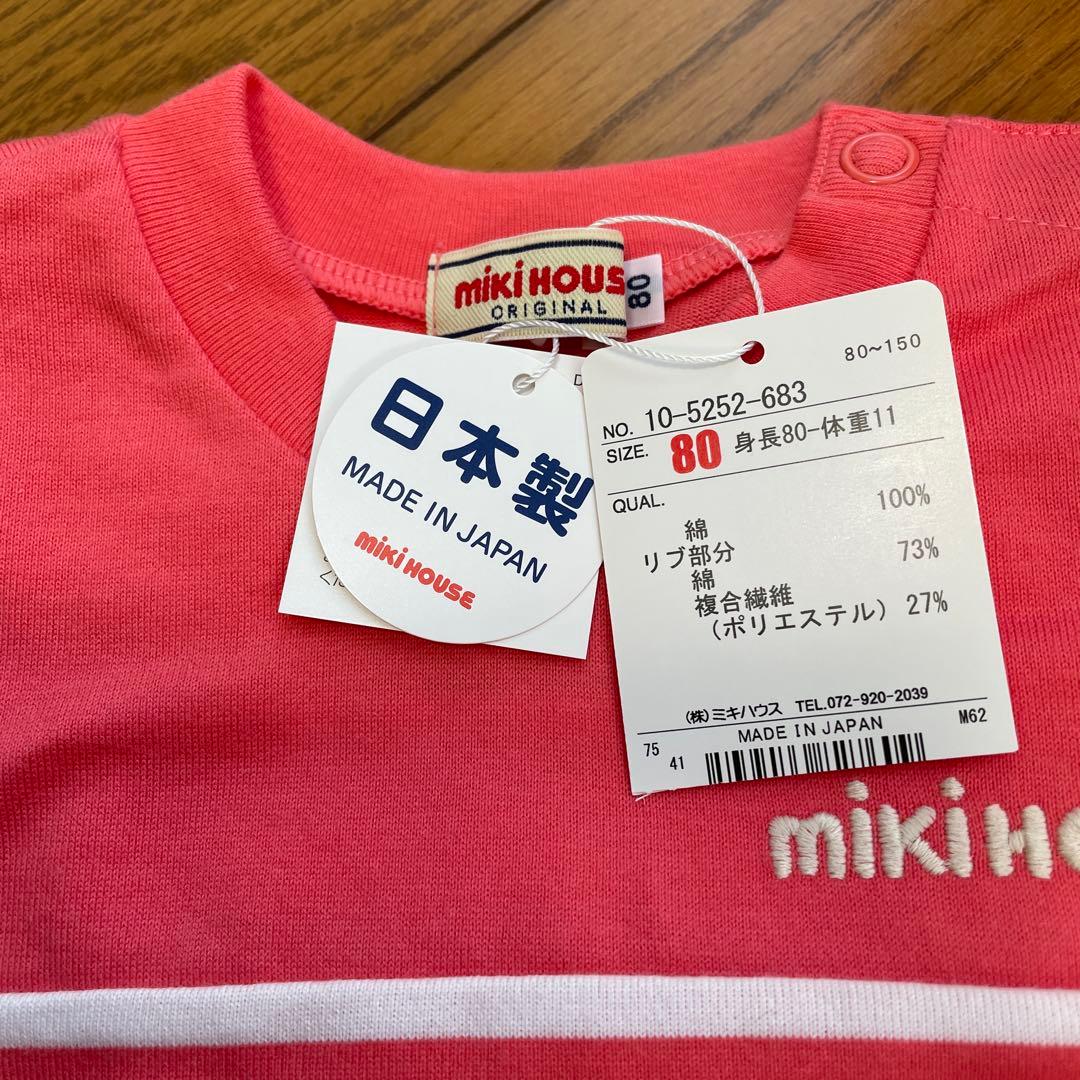 mikiHOUS
ORIGINAL
80
日本製
MADE IN JAPAN
mikiHOUSE
80~150
NO. 10-5252-683
SIZE. 80 身長80-体重11
QUAL.
100%
綿
リブ部分 73%
綿
複合繊維
(ポリエステル) 27%
(株)ミキハウス TEL.072-920-2039
MADE IN JAPAN M62
75
41
mikiHO